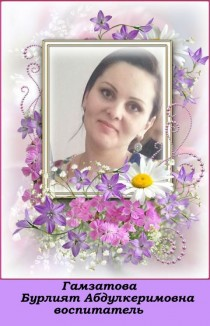 Гамзатова
Бурлият Абдулкеримовна
воспитатель